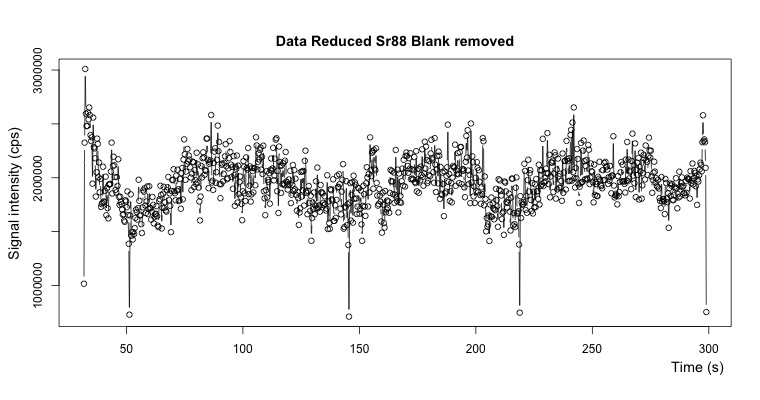 Data Reduced Sr88 Blank removed
Signal intensity (cps)
3000000
2000000
1000000
50 100 150 200 250 300
Time (s)